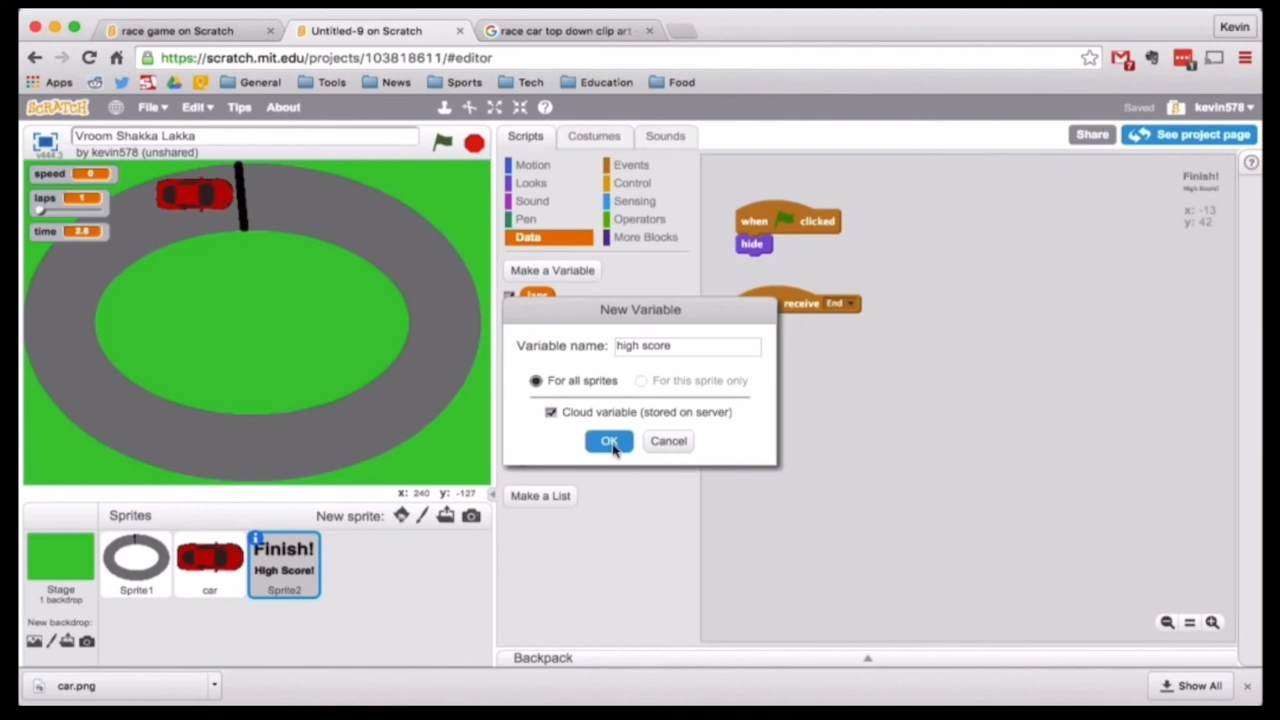 race game on Scratch
Untitled-9 on Scratch
race car top down clip art -
Kevin
https://scratch.mit.edu/projects/103818611/#editor
Apps
General
Tools
News
Sports
Tech
Education
Food
SCRATCH
File
Edit
Tips
About
Saved
kevin578
Vroom Shakka Lakka
by kevin578 (unshared)
Scripts
Costumes
Sounds
Share
See project page
speed 0
laps 1
time 2.8
Motion
Events
Looks
Control
Sound
Sensing
Pen
Operators
Data
More Blocks
Make a Variable
laps
when clicked
hide
receive End
Finish!
High Score!
x: -13
y: 42
New Variable
Variable name: high score
For all sprites
For this sprite only
Cloud variable (stored on server)
OK
Cancel
Make a List
x: 240 y: -127
Sprites
New sprite:
Stage
1 backdrop
Sprite1
car
Finish!
High Score!
Sprite2
New backdrop:
Backpack
car.png
Show All